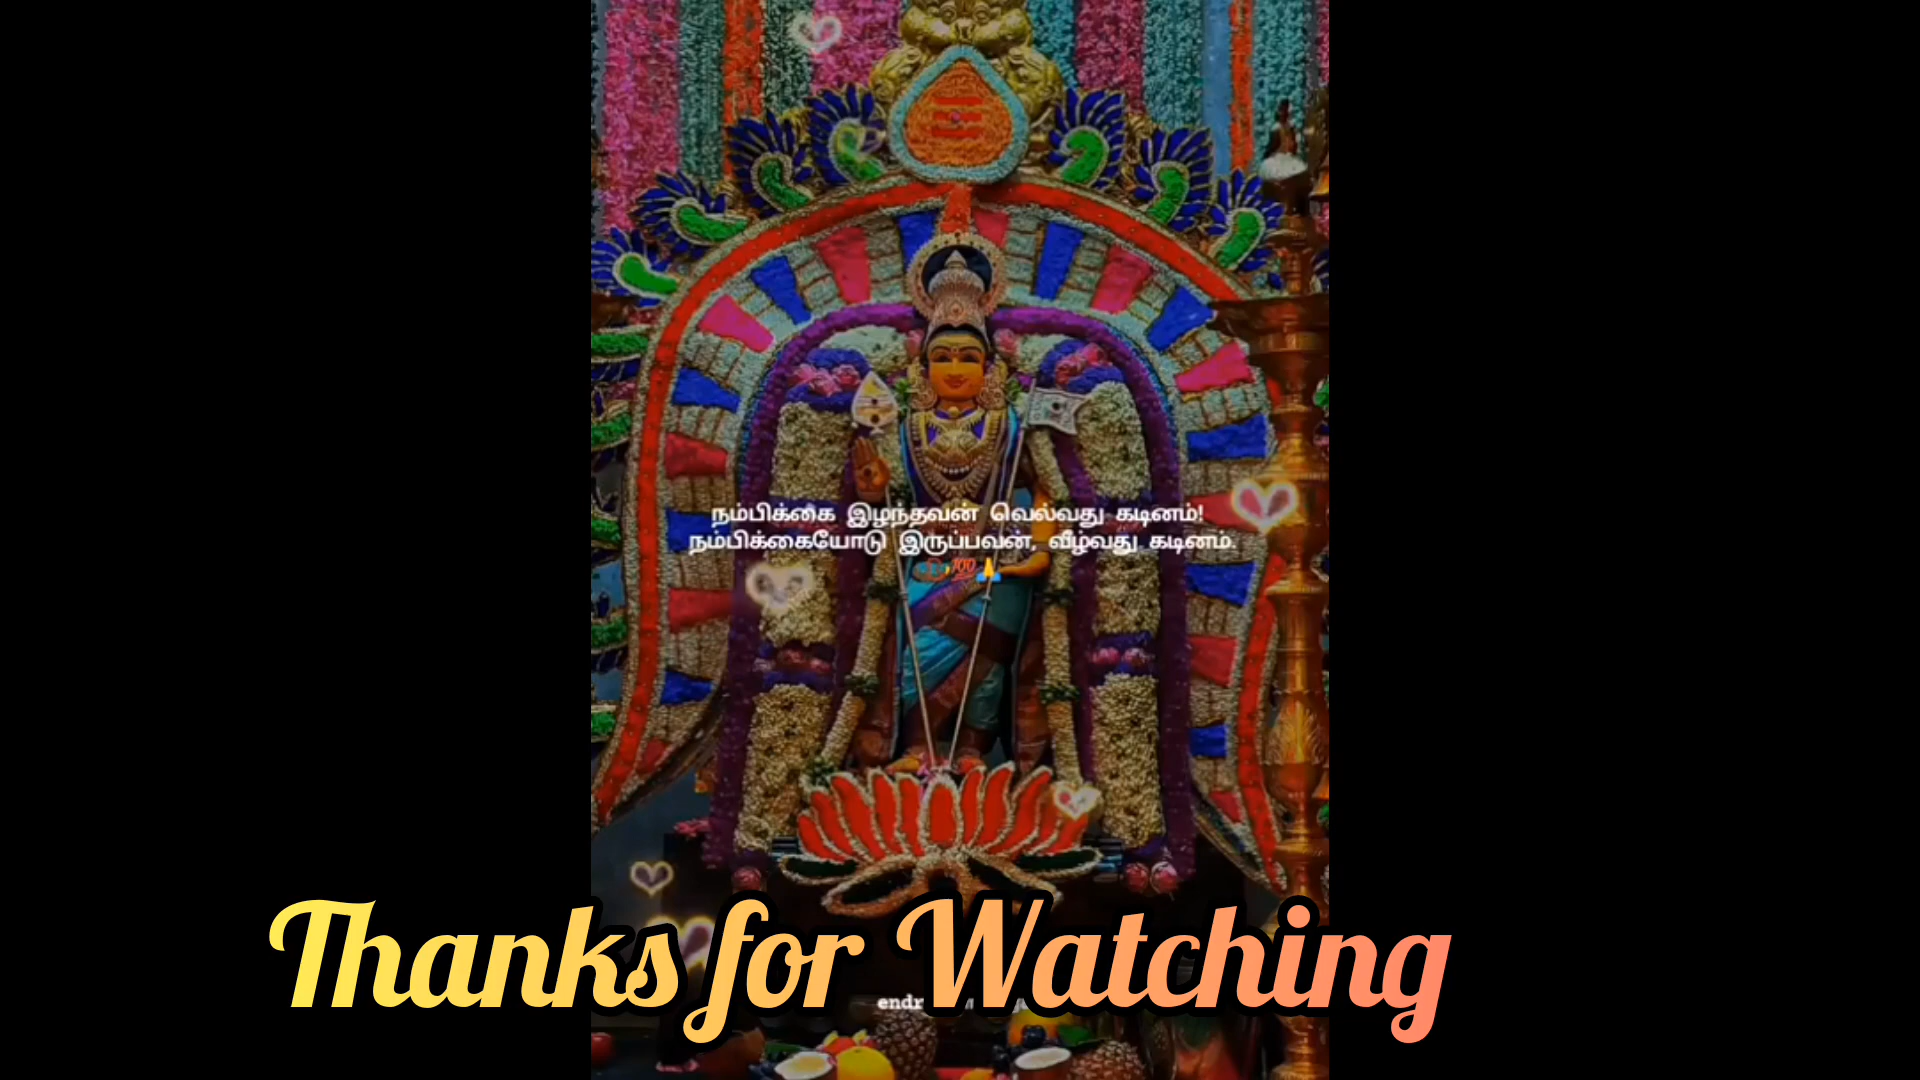 நம்பிக்கை இழந்தவன் வெல்வது கடினம்!
நம்பிக்கையோடு இருப்பவன், வீழ்வது கடினம்.
💯🙏
Thanks for Watching